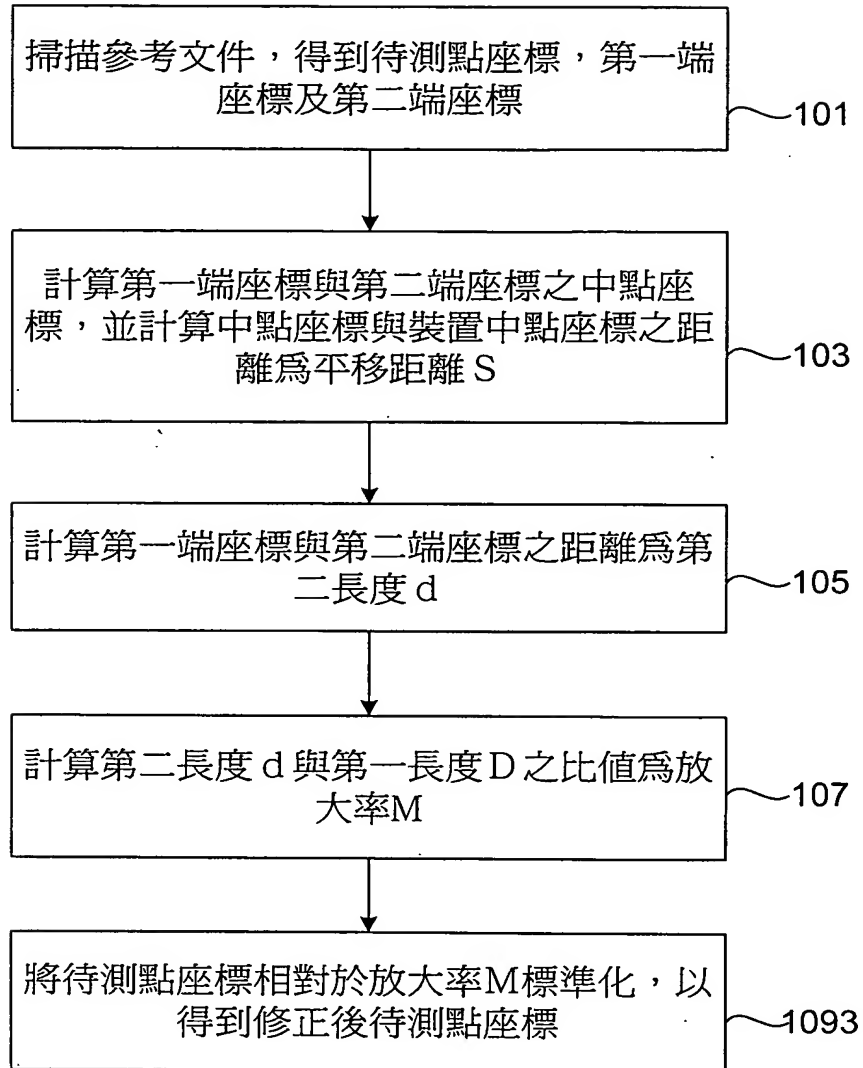 掃描參考文件，得到待測點座標，第一端
座標及第二端座標
101
計算第一端座標與第二端座標之中點座
標，並計算中點座標與裝置中點座標之距
離爲平移距離S
103
計算第一端座標與第二端座標之距離爲第
二長度d
105
計算第二長度d與第一長度D之比值爲放
大率M
107
將待測點座標相對於放大率M標準化，以
得到修正後待測點座標
1093